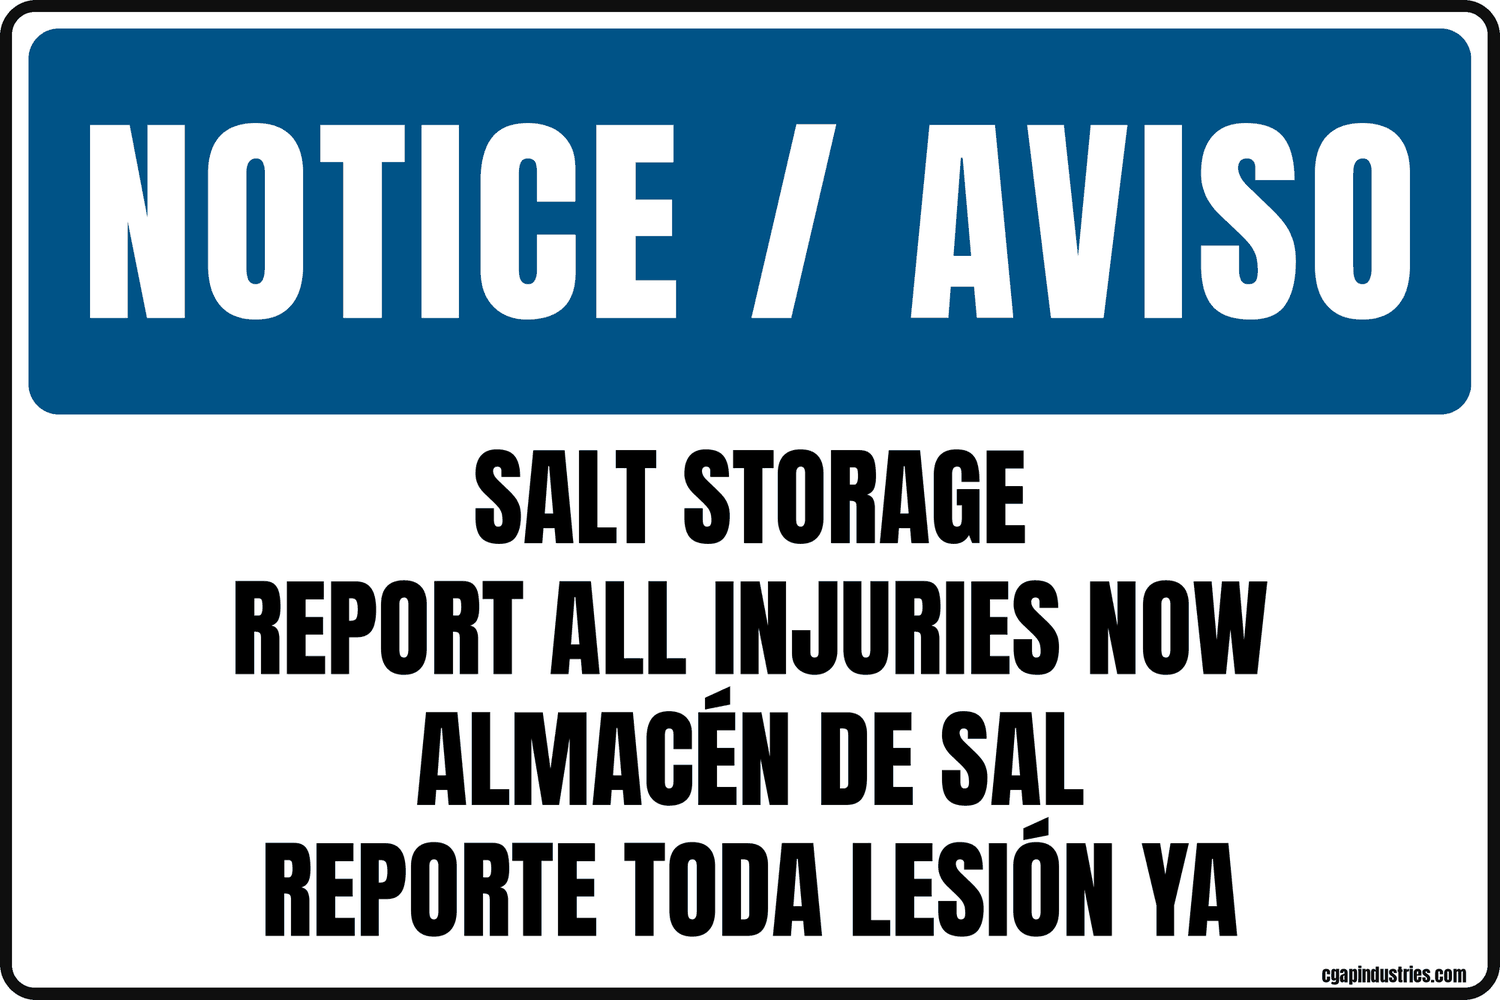 NOTICE / AVISO
SALT STORAGE
REPORT ALL INJURIES NOW
ALMACÉN DE SAL
REPORTE TODA LESIÓN YA
cgapindustries.com